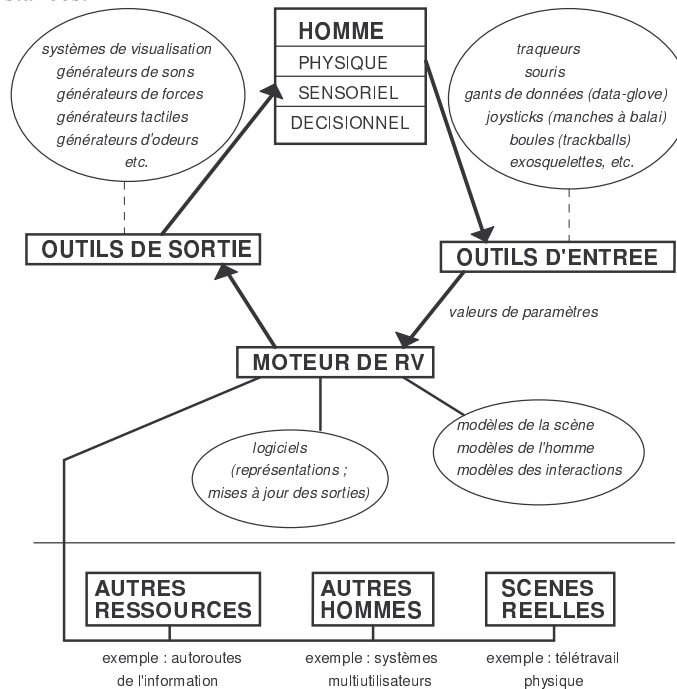 HOMME
PHYSIQUE
SENSORIEL
DECISIONNEL
systèmes de visualisation
générateurs de sons
générateurs de forces
générateurs tactiles
générateurs d'odeurs
etc.
traqueurs
souris
gants de données (data-glove)
joysticks (manches à balai)
boules (trackballs)
exosquelettes, etc.
OUTILS DE SORTIE
OUTILS D'ENTREE
valeurs de paramètres
MOTEUR DE RV
logiciels
(représentations ;
mises à jour des sorties)
modèles de la scène
modèles de l'homme
modèles des interactions
AUTRES
RESSOURCES
AUTRES
HOMMES
SCENES
REELLES
exemple : autoroutes
de l'information
exemple : systèmes
multiutilisateurs
exemple : télétravail
physique